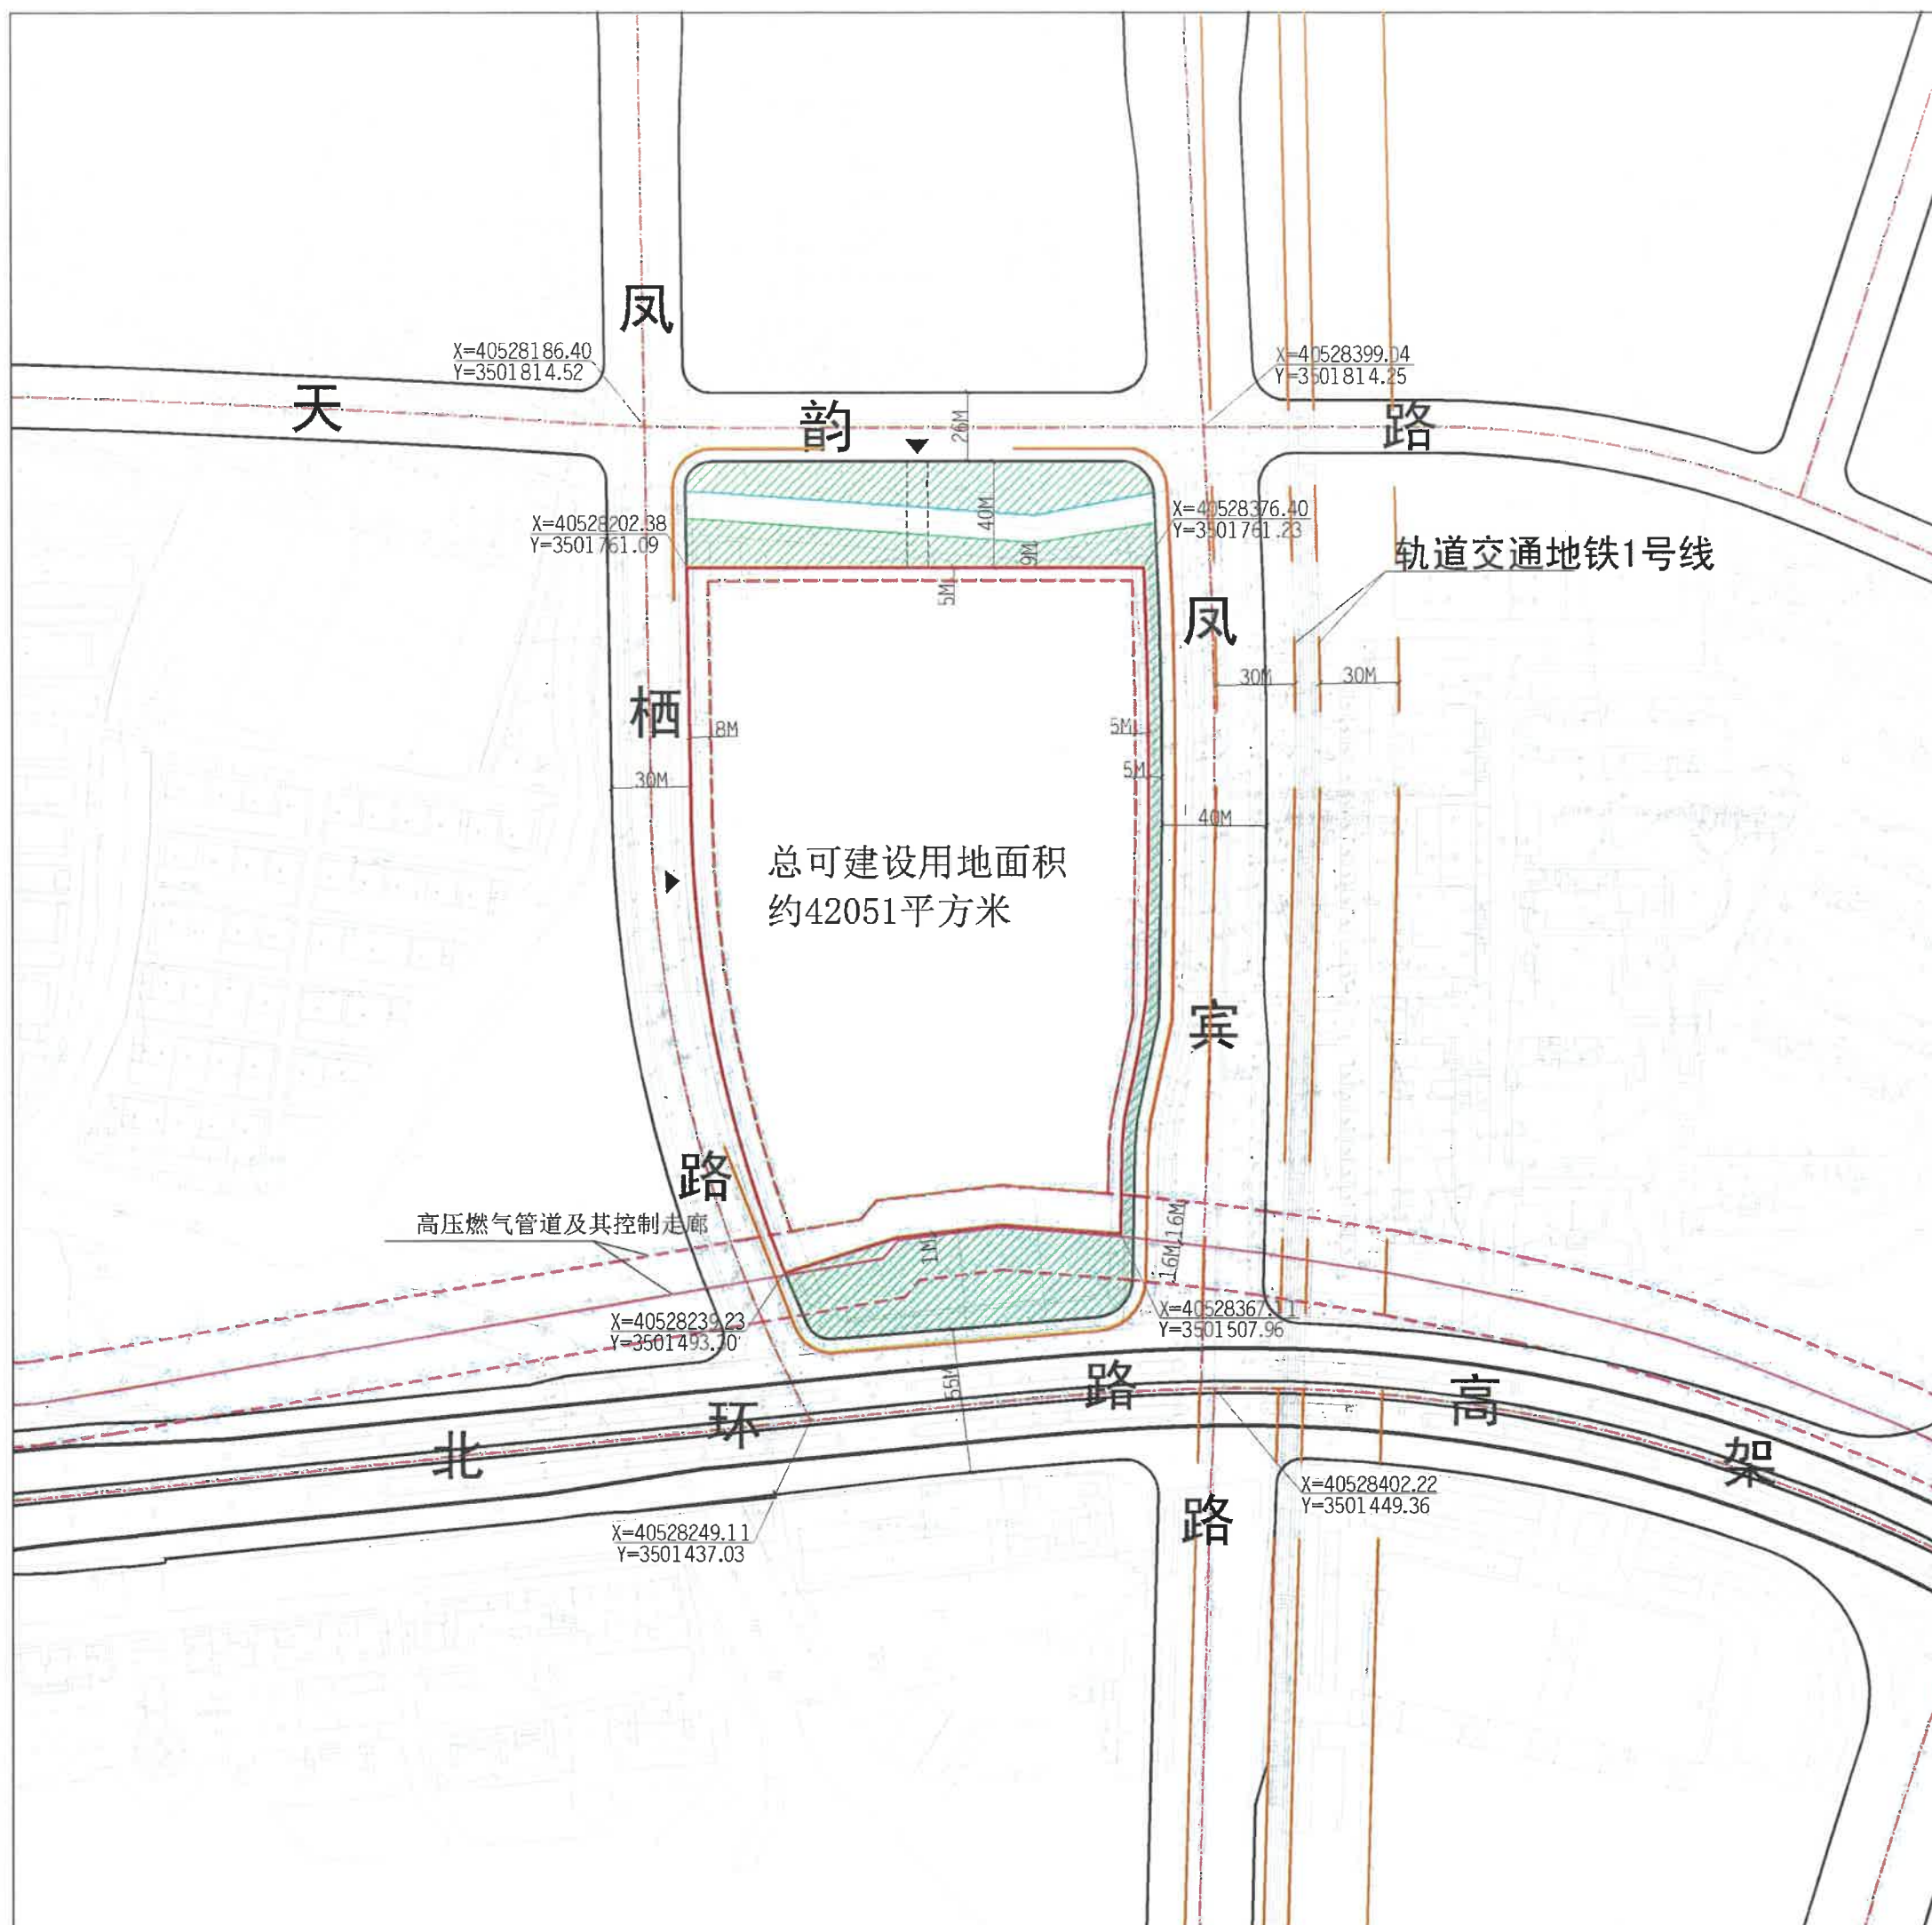 凤
X=40528186.40
Y=3501814.52
X=40528399.04
Y=3501814.25
天
韵
路
26M
40M
9M
5M
X=40528202.38
Y=3501761.09
X=40528376.40
Y=3501761.23
轨道交通地铁1号线
凤
30M
30M
栖
8M
5M
30M
5M
40M
总可建设用地面积
约42051平方米
宾
路
高压燃气管道及其控制走廊
1M
16M
16M
X=40528239.23
Y=3501493.30
X=40528367.11
Y=3501507.96
路
高
环
北
架
X=40528402.22
Y=3501449.36
路
X=40528249.11
Y=3501437.03